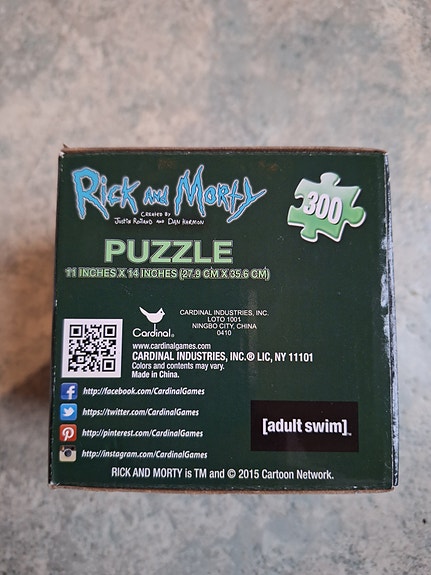 Rick and Morty
CREATED BY
JUSTIN ROILAND AND DAN HARMON
300
PUZZLE
11 INCHES X 14 INCHES (27.9 CM X 35.6 CM)
Cardinal®
CARDINAL INDUSTRIES, INC.
LOTO 1001
NINGBO CITY, CHINA
0410
www.cardinalgames.com
CARDINAL INDUSTRIES, INC.® LIC, NY 11101
Colors and contents may vary.
Made in China.
http://facebook.com/CardinalGames
https://twitter.com/CardinalGames
http://pinterest.com/CardinalGames
http://instagram.com/CardinalGames
[adult swim]™
RICK AND MORTY is TM and © 2015 Cartoon Network.